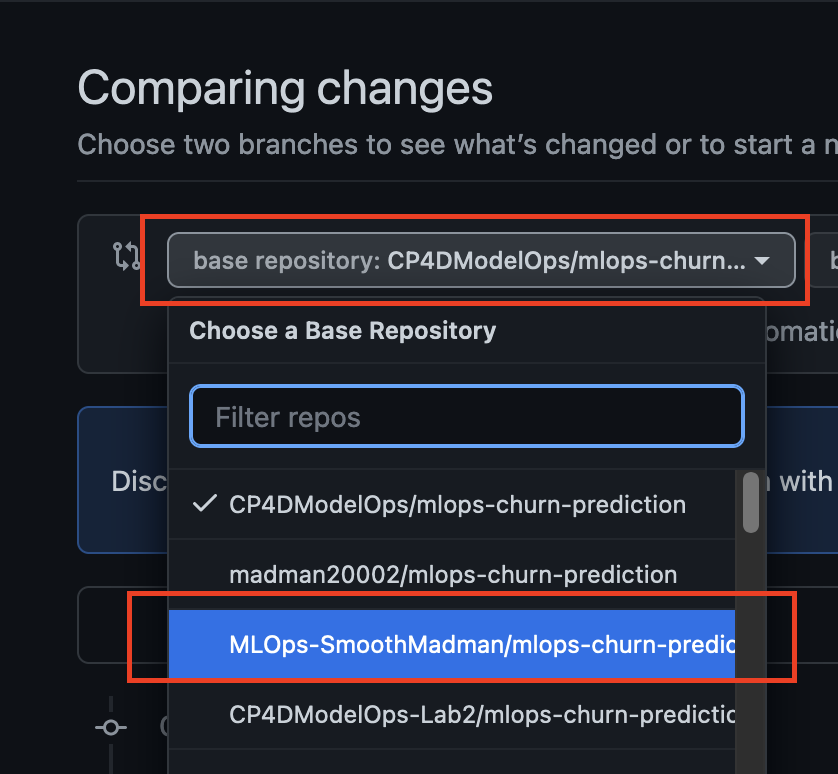 Comparing changes
Choose two branches to see what's changed or to start a
base repository: CP4DModelOps/mlops-churn...
Choose a Base Repository
Filter repos
CP4DModelOps/mlops-churn-prediction
madman20002/mlops-churn-prediction
MLOps-SmoothMadman/mlops-churn-predic
CP4DModelOps-Lab2/mlops-churn-predictio
Disc
with